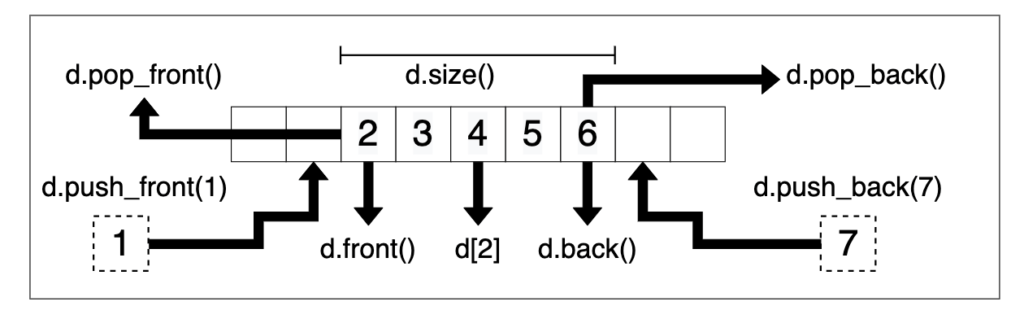 d.pop_front()
d.size()
d.pop_back()
2 3 4 5 6
d.push_front(1)
d.push_back(7)
1
d.front()
d[2]
d.back()
7